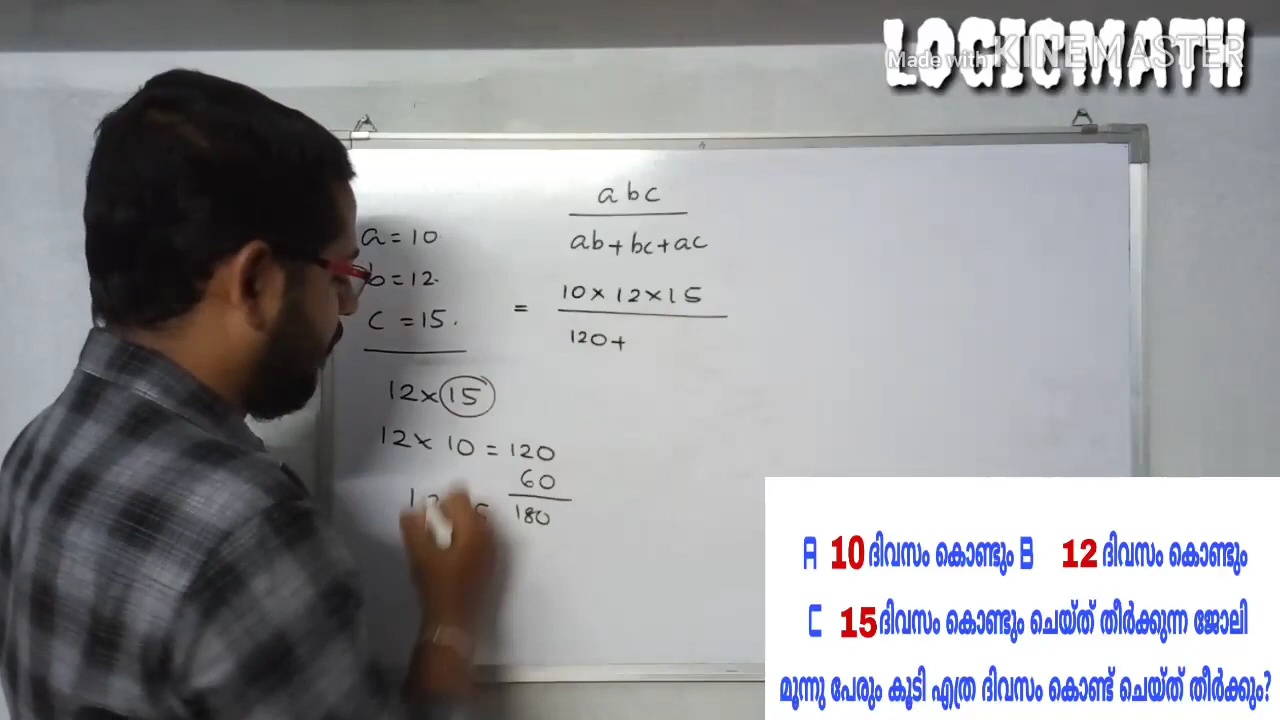 LOGICMATH
Made with KINEMASTER
abc
ab+bc+ac
a=10
b=12
c=15
= 10×12×15
120+
12×15
12×10=120
60
180
A 10 ദിവസം കൊണ്ടും B 12 ദിവസം കൊണ്ടും
C 15 ദിവസം കൊണ്ടും ചെയ്ത് തീർക്കുന്ന ജോലി
മൂന്നു പേരും കൂടി എത്ര ദിവസം കൊണ്ട് ചെയ്ത് തീർക്കും?